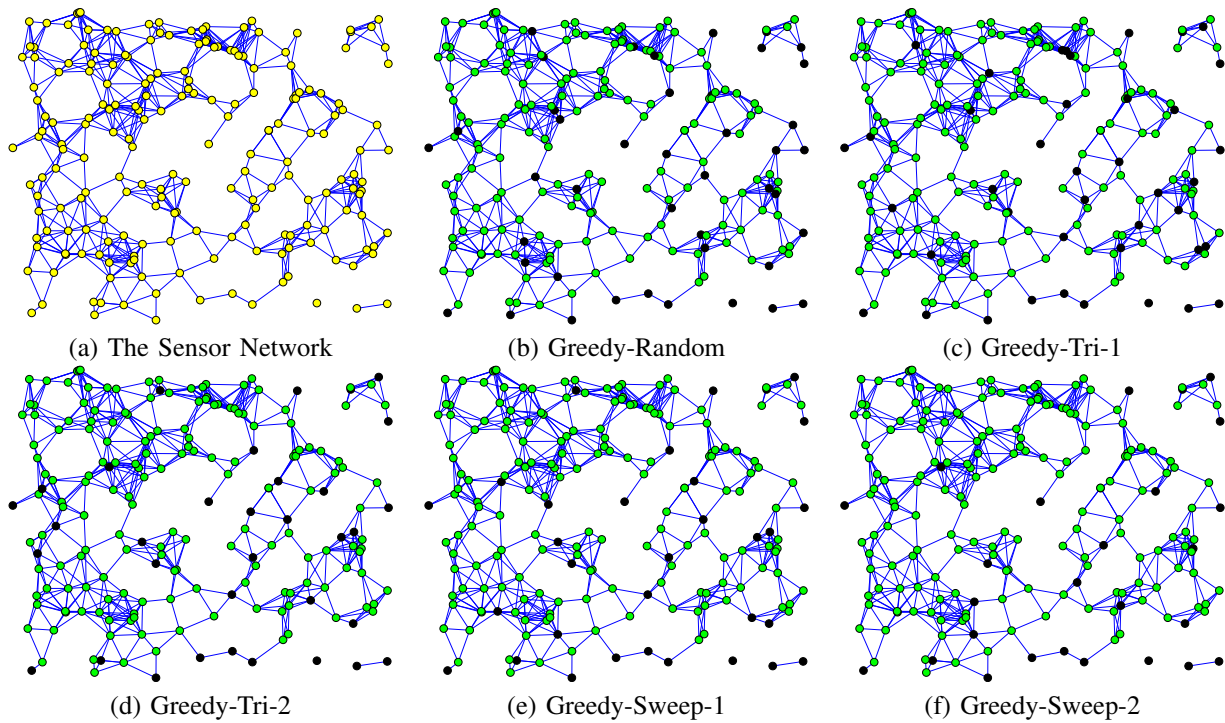 (a) The Sensor Network
(b) Greedy-Random
(c) Greedy-Tri-1
(d) Greedy-Tri-2
(e) Greedy-Sweep-1
(f) Greedy-Sweep-2